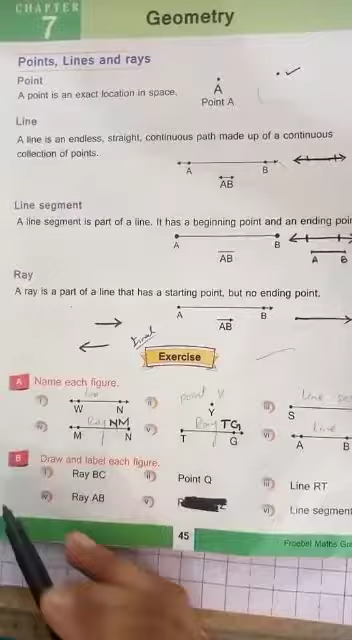 CHAPTER
7
Geometry
Points, Lines and rays
Point
A point is an exact location in space.
A
Point A
Line
A line is an endless, straight, continuous path made up of a continuous
collection of points.
A B
AB
Line segment
A line segment is part of a line. It has a beginning point and an ending
A B
AB
A B
Ray
A ray is a part of a line that has a starting point, but no ending point.
A B
AB
Exercise
A Name each figure.
i) line W N
ii) point Y Y
iii) Line S
iv) Ray NM M N
v) Ray TG T G
vi) Line A B
B Draw and label each figure.
i) Ray BC
ii) Point Q
iii) Line RT
iv) Ray AB
v)
vi) Line segment
45
Froebel Maths